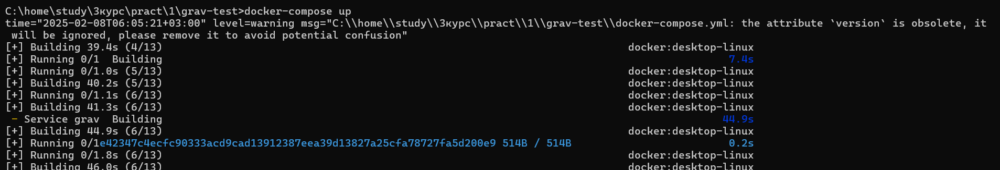 C:\home\study\3курс\pract\1\grav-test>docker-compose up
time="2025-02-08T06:05:21+03:00" level=warning msg="C:\\home\\study\\3курс\\pract\\1\\grav-test\\docker-compose.yml: the attribute `version` is obsolete, it
will be ignored, please remove it to avoid potential confusion"
[+] Building 39.4s (4/13) docker:desktop-linux
[+] Running 0/1 Building 7.4s
[+] Running 0/1.0s (5/13) docker:desktop-linux
[+] Building 40.2s (5/13) docker:desktop-linux
[+] Running 0/1.1s (6/13) docker:desktop-linux
[+] Building 41.3s (6/13) docker:desktop-linux
- Service grav Building 44.9s
[+] Building 44.9s (6/13) docker:desktop-linux
[+] Running 0/1e42347c4ecfc90333acd9cad13912387eea39d13827a25cfa78727fa5d200e9 514B / 514B 0.2s
[+] Running 0/1.8s (6/13) docker:desktop-linux
[+] Building 46.0s (6/13) docker:desktop-linux